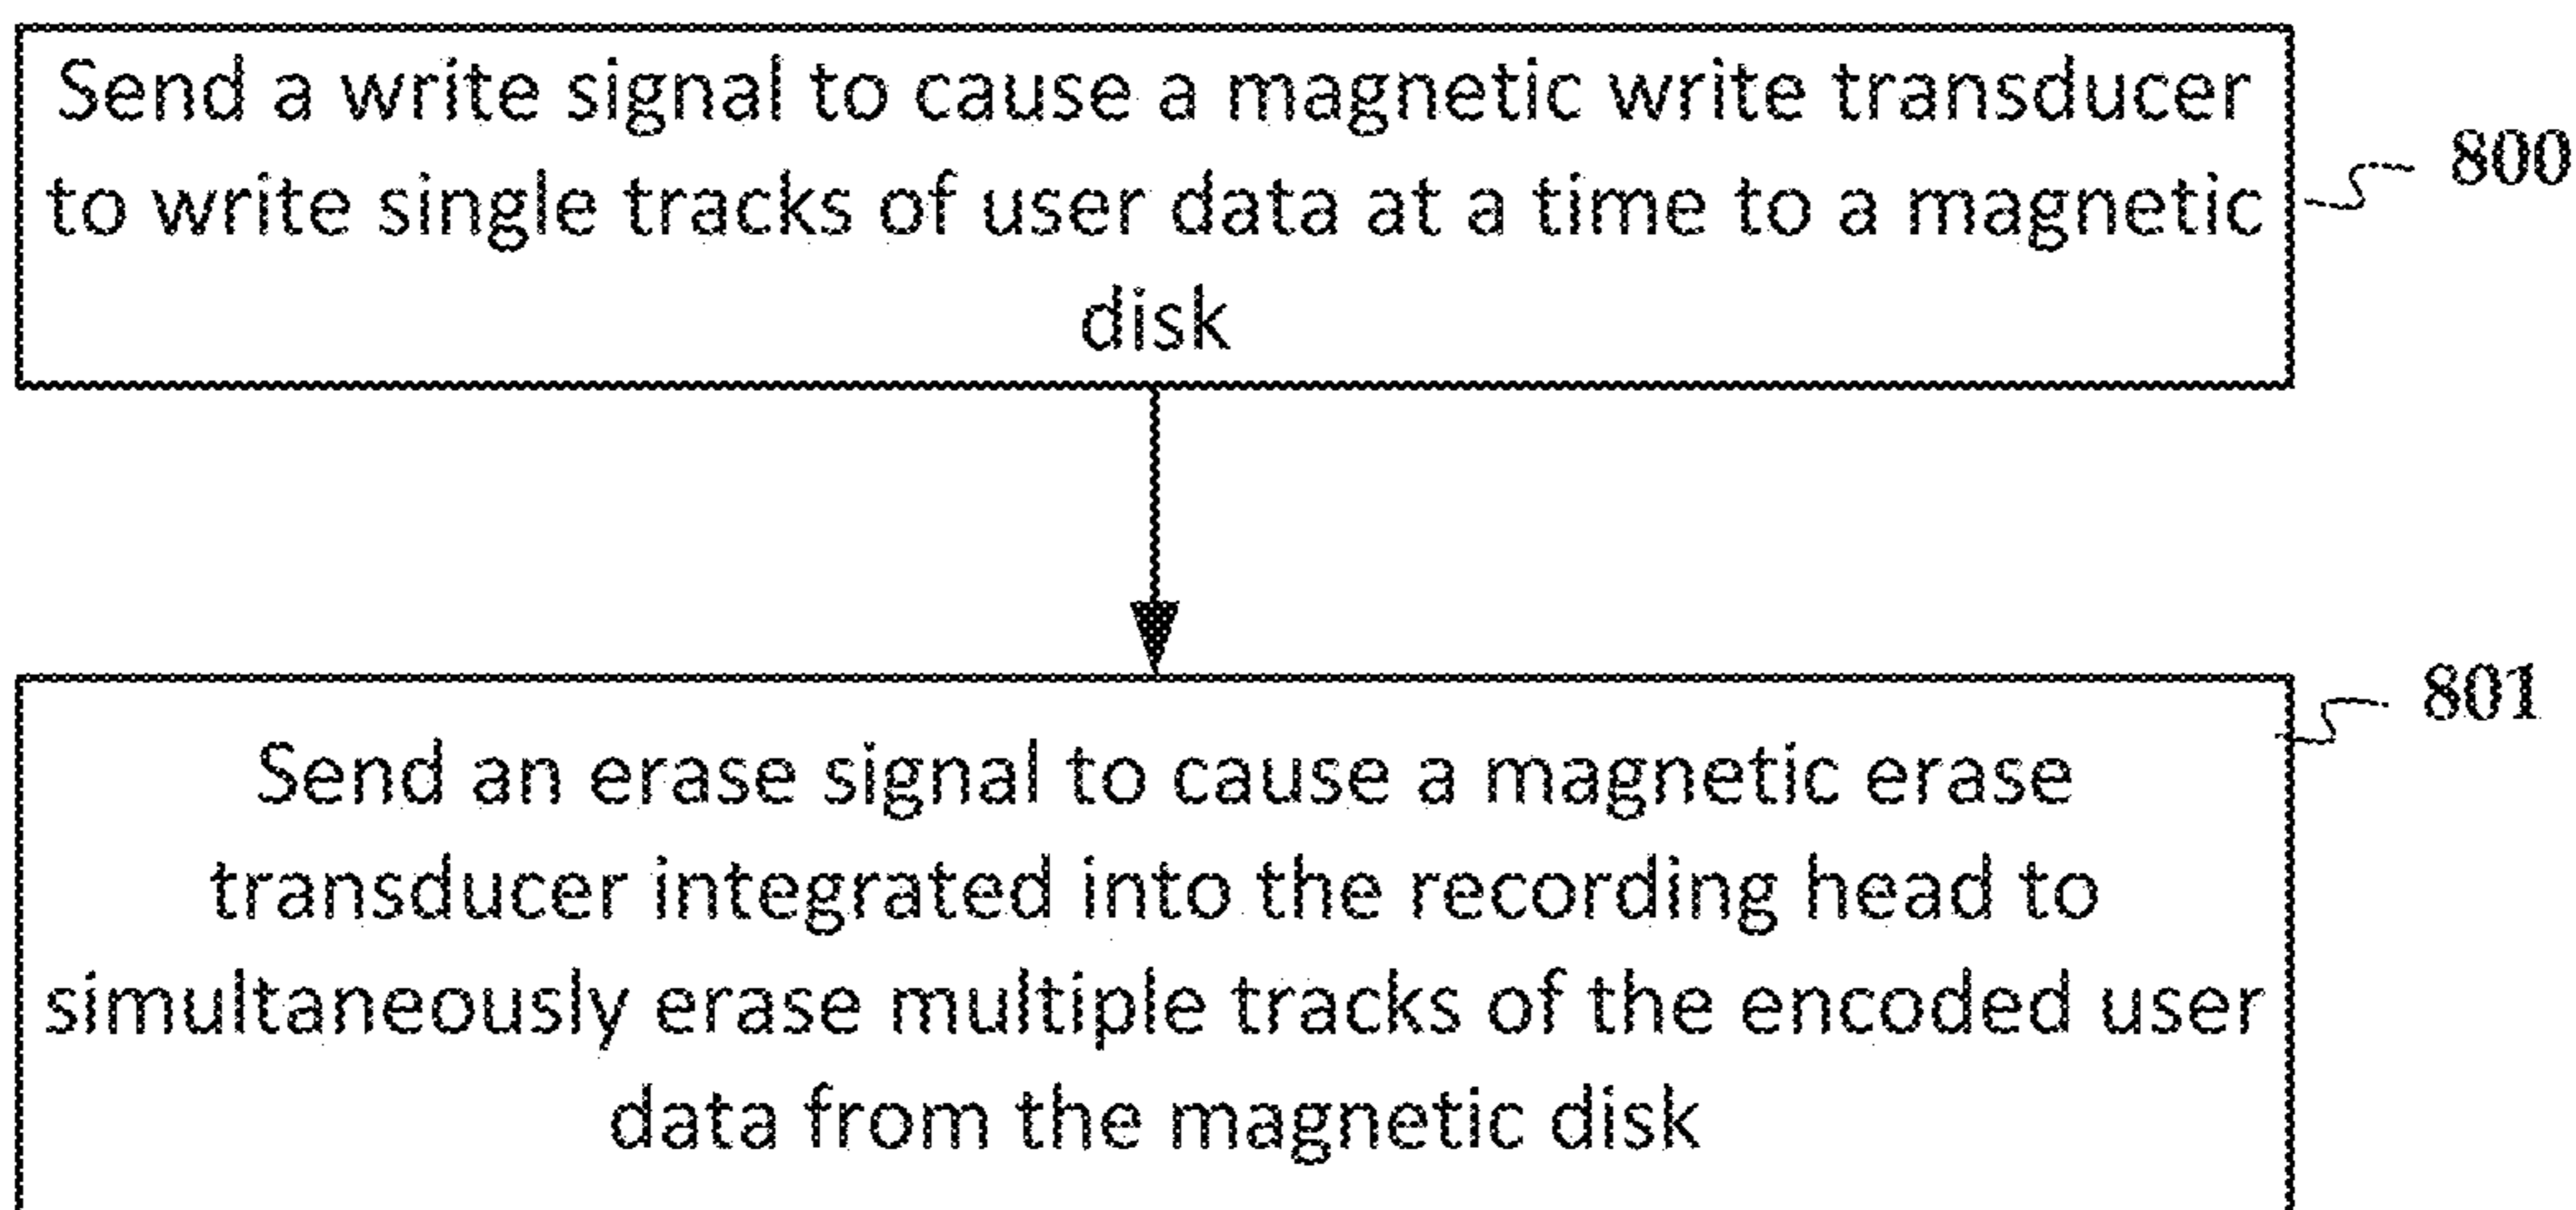 Send a write signal to cause a magnetic write transducer
to write single tracks of user data at a time to a magnetic
disk
800
Send an erase signal to cause a magnetic erase
transducer integrated into the recording head to
simultaneously erase multiple tracks of the encoded user
data from the magnetic disk
801